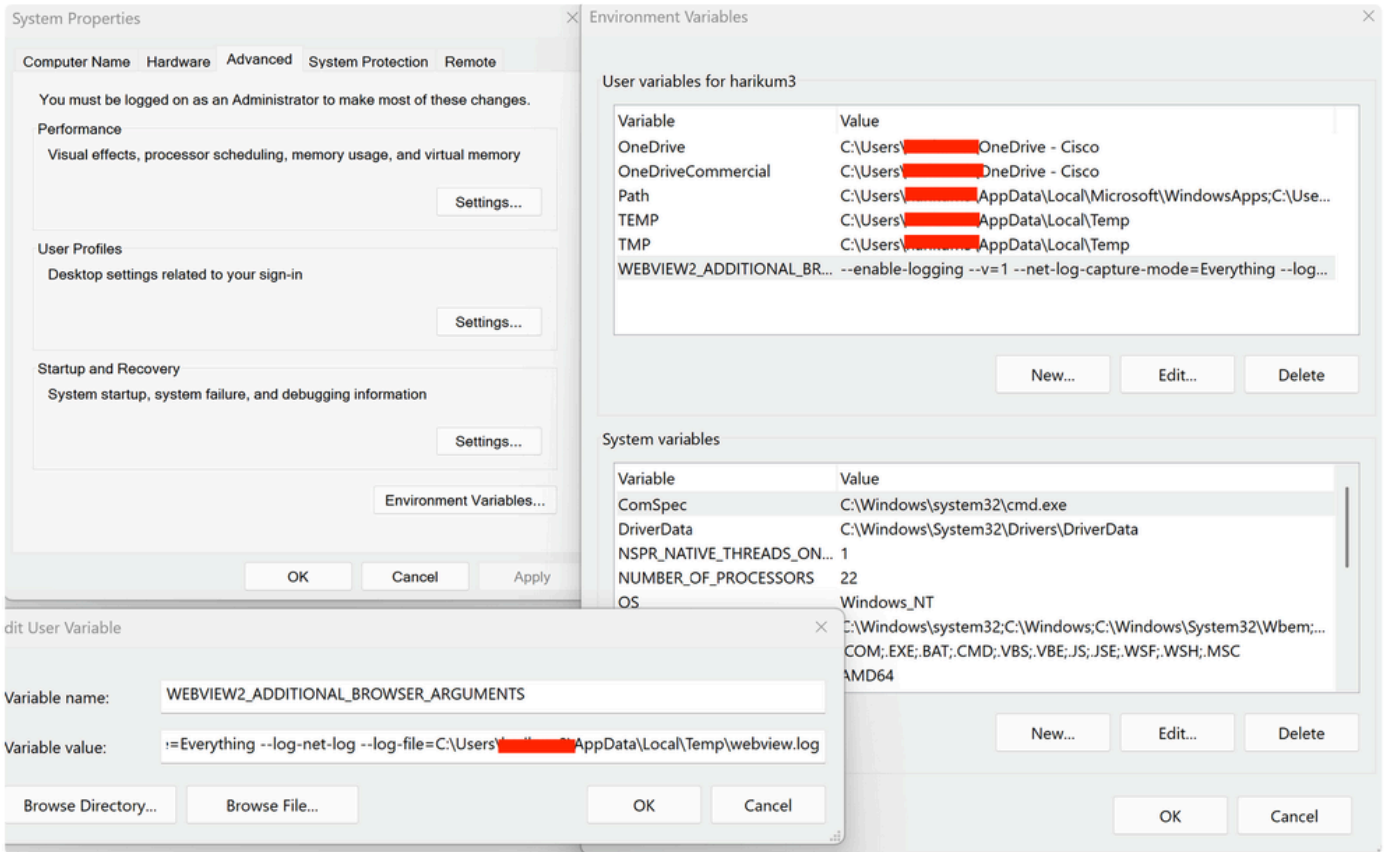 System Properties
Computer Name Hardware Advanced System Protection Remote
You must be logged on as an Administrator to make most of these changes.
Performance
Visual effects, processor scheduling, memory usage, and virtual memory
Settings...
User Profiles
Desktop settings related to your sign-in
Settings...
Startup and Recovery
System startup, system failure, and debugging information
Settings...
Environment Variables...
OK Cancel Apply
Environment Variables
User variables for harikum3
Variable Value
OneDrive C:\Users\ OneDrive - Cisco
OneDriveCommercial C:\Users\ OneDrive - Cisco
Path C:\Users\ \AppData\Local\Microsoft\WindowsApps;C:\Use...
TEMP C:\Users\ \AppData\Local\Temp
TMP C:\Users\ \AppData\Local\Temp
WEBVIEW2_ADDITIONAL_BR... --enable-logging --v=1 --net-log-capture-mode=Everything --log...
New... Edit... Delete
System variables
Variable Value
ComSpec C:\Windows\system32\cmd.exe
DriverData C:\Windows\System32\Drivers\DriverData
NSPR_NATIVE_THREADS_ON... 1
NUMBER_OF_PROCESSORS 22
OS Windows_NT
C:\Windows\system32;C:\Windows;C:\Windows\System32\Wbem;...
.COM;.EXE;.BAT;.CMD;.VBS;.VBE;.JS;.JSE;.WSF;.WSH;.MSC
AMD64
New... Edit... Delete
OK Cancel
dit User Variable
Variable name: WEBVIEW2_ADDITIONAL_BROWSER_ARGUMENTS
Variable value: =Everything --log-net-log --log-file=C:\Users\ \AppData\Local\Temp\webview.log
Browse Directory... Browse File... OK Cancel